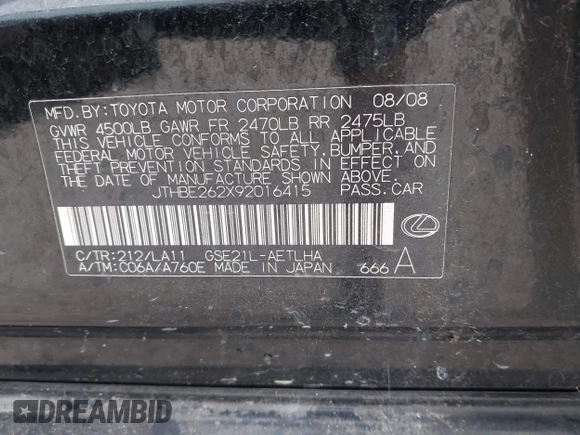 MFD.BY:TOYOTA MOTOR CORPORATION 08/08
GVWR 4500LB GAWR FR 2470LB RR 2475LB
THIS VEHICLE CONFORMS TO ALL APPLICABLE
FEDERAL MOTOR VEHICLE SAFETY,BUMPER,AND
THEFT PREVENTION STANDARDS IN EFFECT ON
THE DATE OF MANUFACTURE SHOWN ABOVE.
JTHBE262X92016415 PASS.CAR
C/TR:212/LA11 GSE21L-AETLHA
A/TM:C06A/A760E MADE IN JAPAN 666 A
DREAMBID